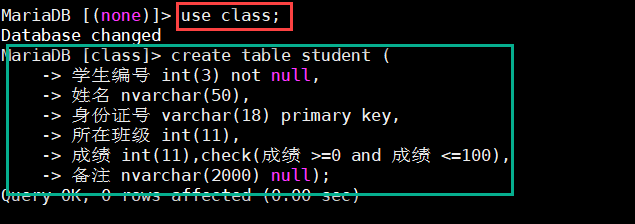 MariaDB [(none)]> use class;
Database changed
MariaDB [class]> create table student (
-> 学生编号 int(3) not null,
-> 姓名 nvarchar(50),
-> 身份证号 varchar(18) primary key,
-> 所在班级 int(11),
-> 成绩 int(11),check(成绩 >=0 and 成绩 <=100),
-> 备注 nvarchar(2000) null);
Query OK, 0 rows affected (0.00 sec)